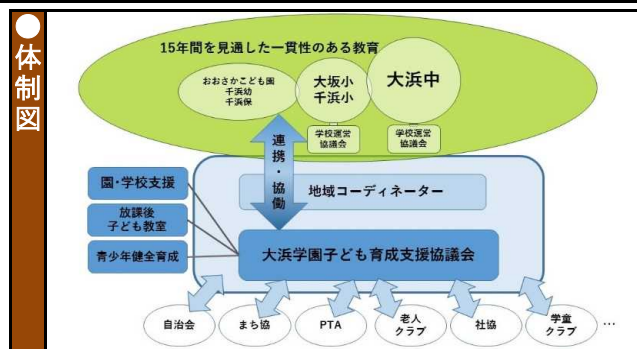 ●体制図
15年間を見通した一貫性のある教育
おおさかこども園
千浜幼
千浜保
大坂小
千浜小
大浜中
学校運営
協議会
学校運営
協議会
連携・協働
園・学校支援
放課後
子ども教室
青少年健全育成
地域コーディネーター
大浜学園子ども育成支援協議会
自治会
まち協
PTA
老人
クラブ
社協
学童
クラブ
…